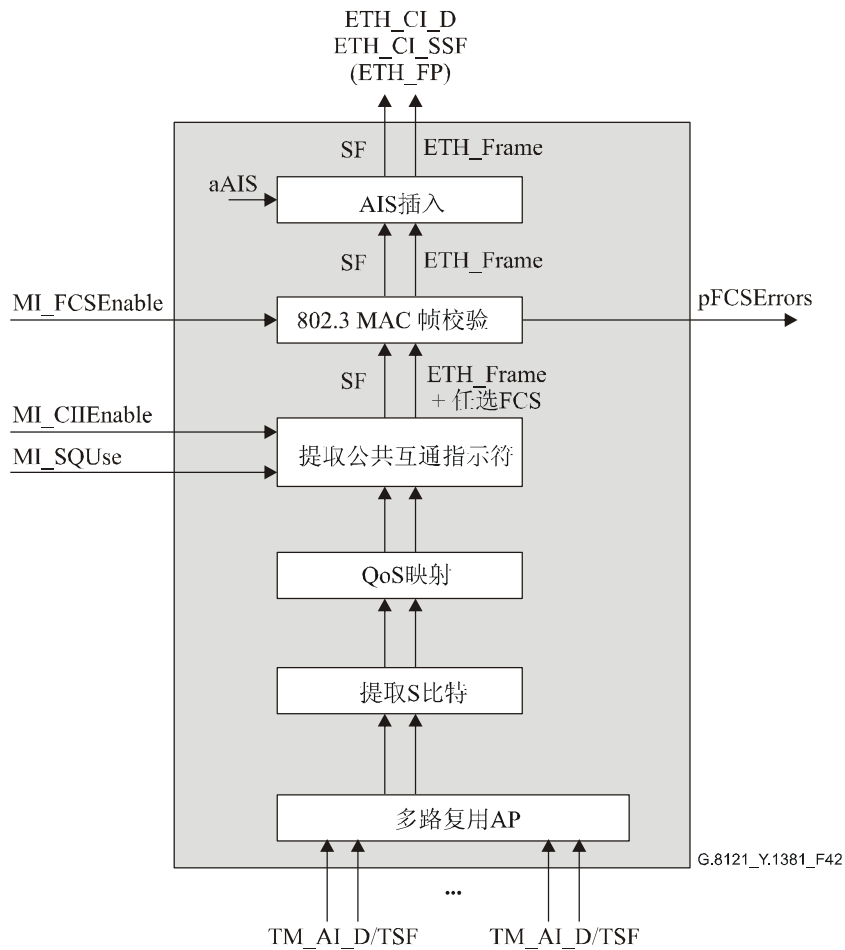 ETH_CI_D
ETH_CI_SSF
(ETH_FP)
SF
ETH_Frame
aAIS
AIS插入
SF
ETH_Frame
MI_FCSEnable
802.3 MAC 帧校验
pFCSErrors
SF
ETH_Frame
+ 任选FCS
MI_CIIEnable
MI_SQUse
提取公共互通指示符
QoS映射
提取S比特
多路复用AP
G.8121_Y.1381_F42
...
TM_AI_D/TSF
TM_AI_D/TSF